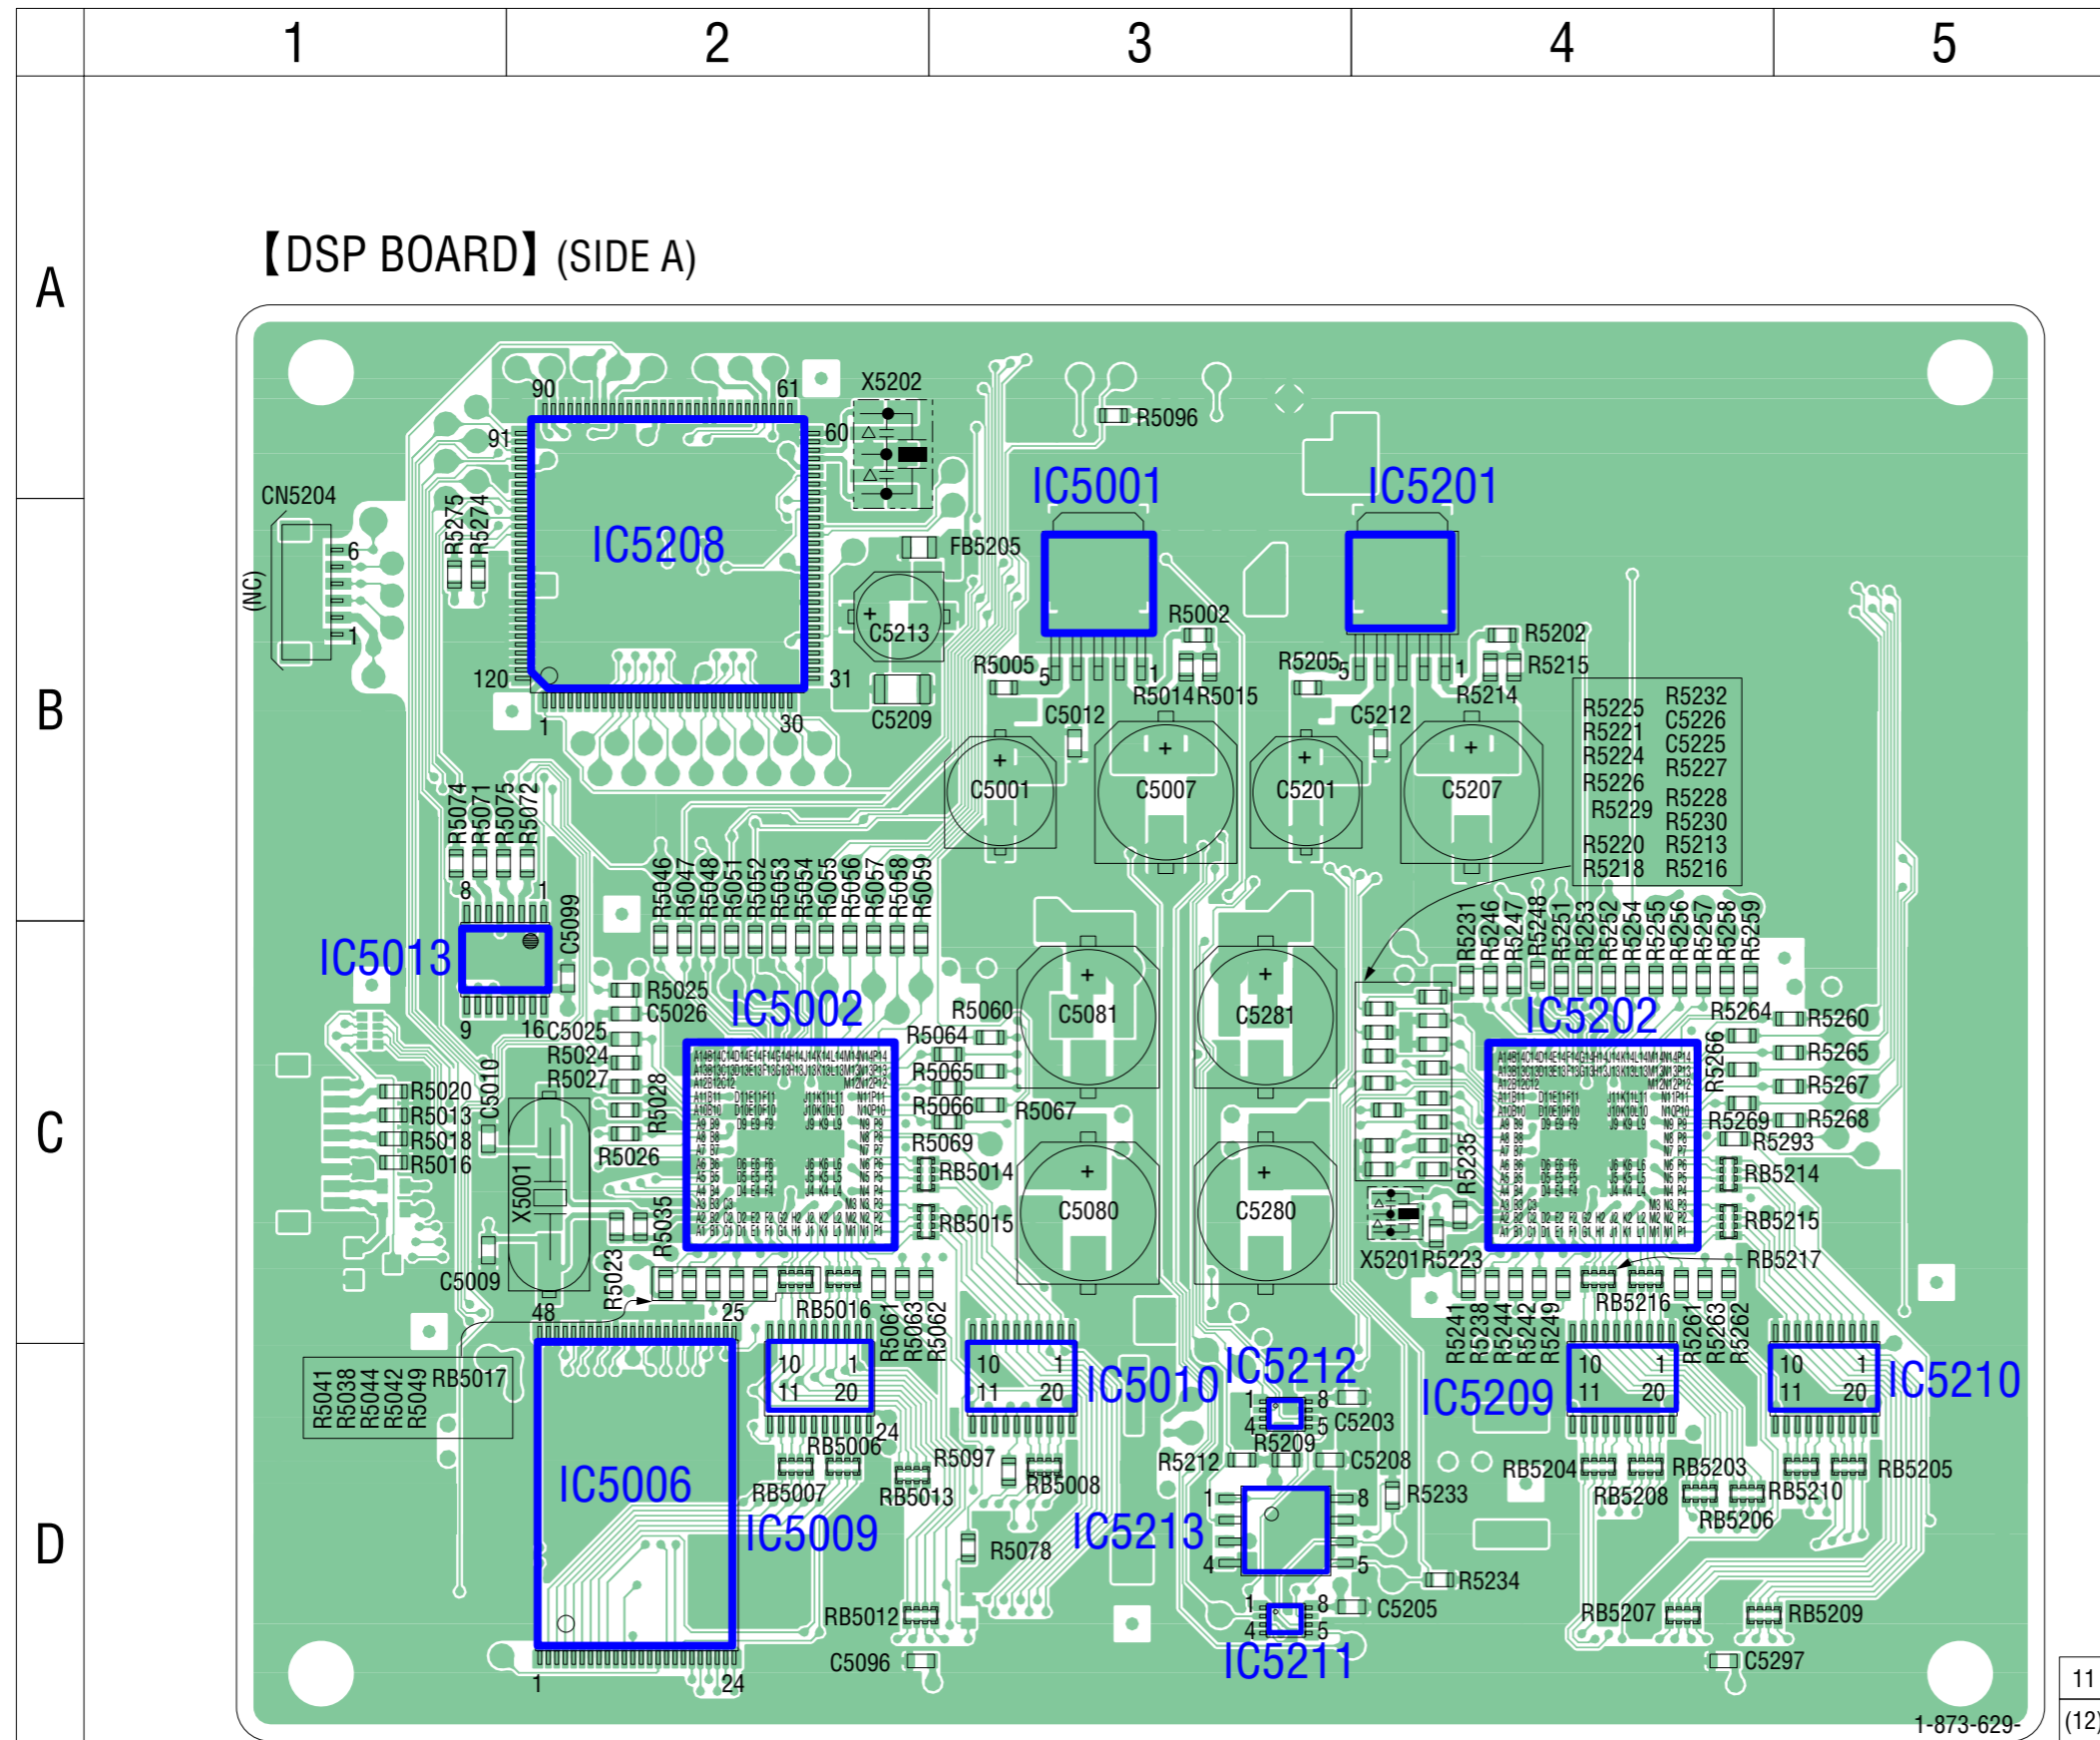 1 2 3 4 5
A
B
C
D
【DSP BOARD】 (SIDE A)
90 61
91 60
120 31
1 30
X5202
R5096
IC5001
IC5201
CN5204
(NC)
6
1
R5275
R5274
IC5208
FB5205
C5213
C5209
R5002
R5005
5 1
R5014 R5015
C5012
C5001
C5007
R5202
R5205
5 1
R5215
R5214
C5212
C5201
C5207
R5225
R5221
R5224
R5226
R5229
R5220
R5218
R5232
C5226
C5225
R5227
R5228
R5230
R5213
R5216
R5074
R5071
R5075
R5072
8 1
9 16
IC5013
C5099
R5046
R5047
R5048
R5051
R5052
R5053
R5054
R5055
R5056
R5057
R5058
R5059
R5231
R5246
R5247
R5248
R5251
R5253
R5252
R5254
R5255
R5256
R5257
R5258
R5259
R5025
C5026
C5025
R5024
R5027
R5028
R5026
IC5002
R5060
R5064
R5065
R5066
R5067
R5069
RB5014
RB5015
C5081
C5281
C5080
C5280
IC5202
R5264
R5260
R5266
R5265
R5267
R5269
R5268
R5293
RB5214
RB5215
RB5217
R5235
X5201
R5223
R5020
R5013
R5018
R5016
C5010
X5001
C5009
R5035
R5023
48 25
RB5016
R5061
R5063
R5062
R5241
R5238
R5244
R5242
R5249
RB5216
R5261
R5263
R5262
R5041
R5038
R5044
R5042
R5049
RB5017
10 1
11 20
24
IC5009
10 1
11 20
IC5010
IC5212
1 8
4 5
C5203
R5209
R5212
C5208
IC5209
10 1
11 20
10 1
11 20
IC5210
IC5006
RB5006
RB5007
RB5013
R5097
RB5008
R5078
IC5213
1 8
4 5
R5233
R5234
RB5204
RB5203
RB5208
RB5210
RB5206
RB5205
RB5012
C5096
1 8
4 5
C5205
IC5211
RB5207
RB5209
C5297
1 24
1-873-629-
11
(12)